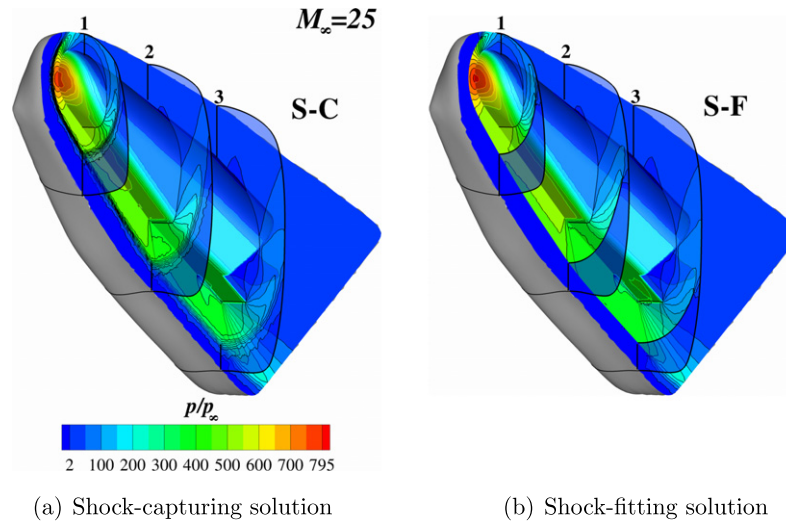 1
M∞=25
2
3
S-C
p/p∞
2 100 200 300 400 500 600 700 795
(a) Shock-capturing solution
1
2
3
S-F
(b) Shock-fitting solution